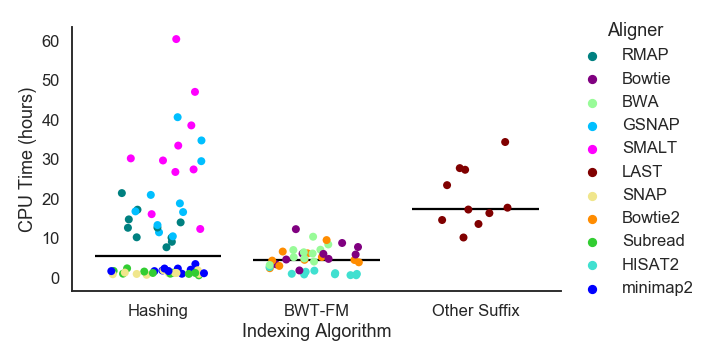 Aligner
RMAP
Bowtie
BWA
GSNAP
SMALT
LAST
SNAP
Bowtie2
Subread
HISAT2
minimap2
CPU Time (hours)
60
50
40
30
20
10
0
Hashing
BWT-FM
Other Suffix
Indexing Algorithm